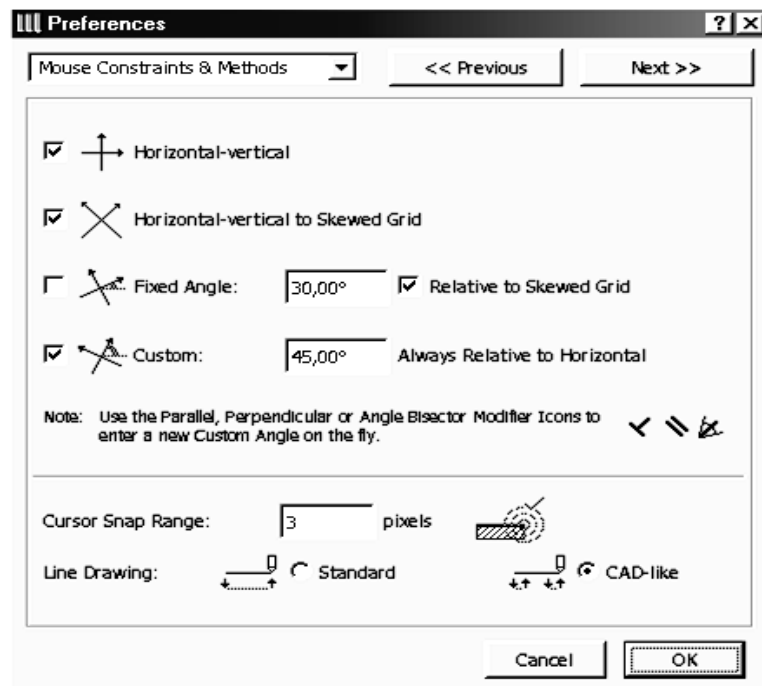 Preferences
Mouse Constraints & Methods
<< Previous
Next >>
Horizontal-vertical
Horizontal-vertical to Skewed Grid
Fixed Angle: 30,00° Relative to Skewed Grid
Custom: 45,00° Always Relative to Horizontal
Note: Use the Parallel, Perpendicular or Angle Bisector Modifier Icons to
enter a new Custom Angle on the fly.
Cursor Snap Range: 3 pixels
Line Drawing: Standard CAD-like
Cancel
OK